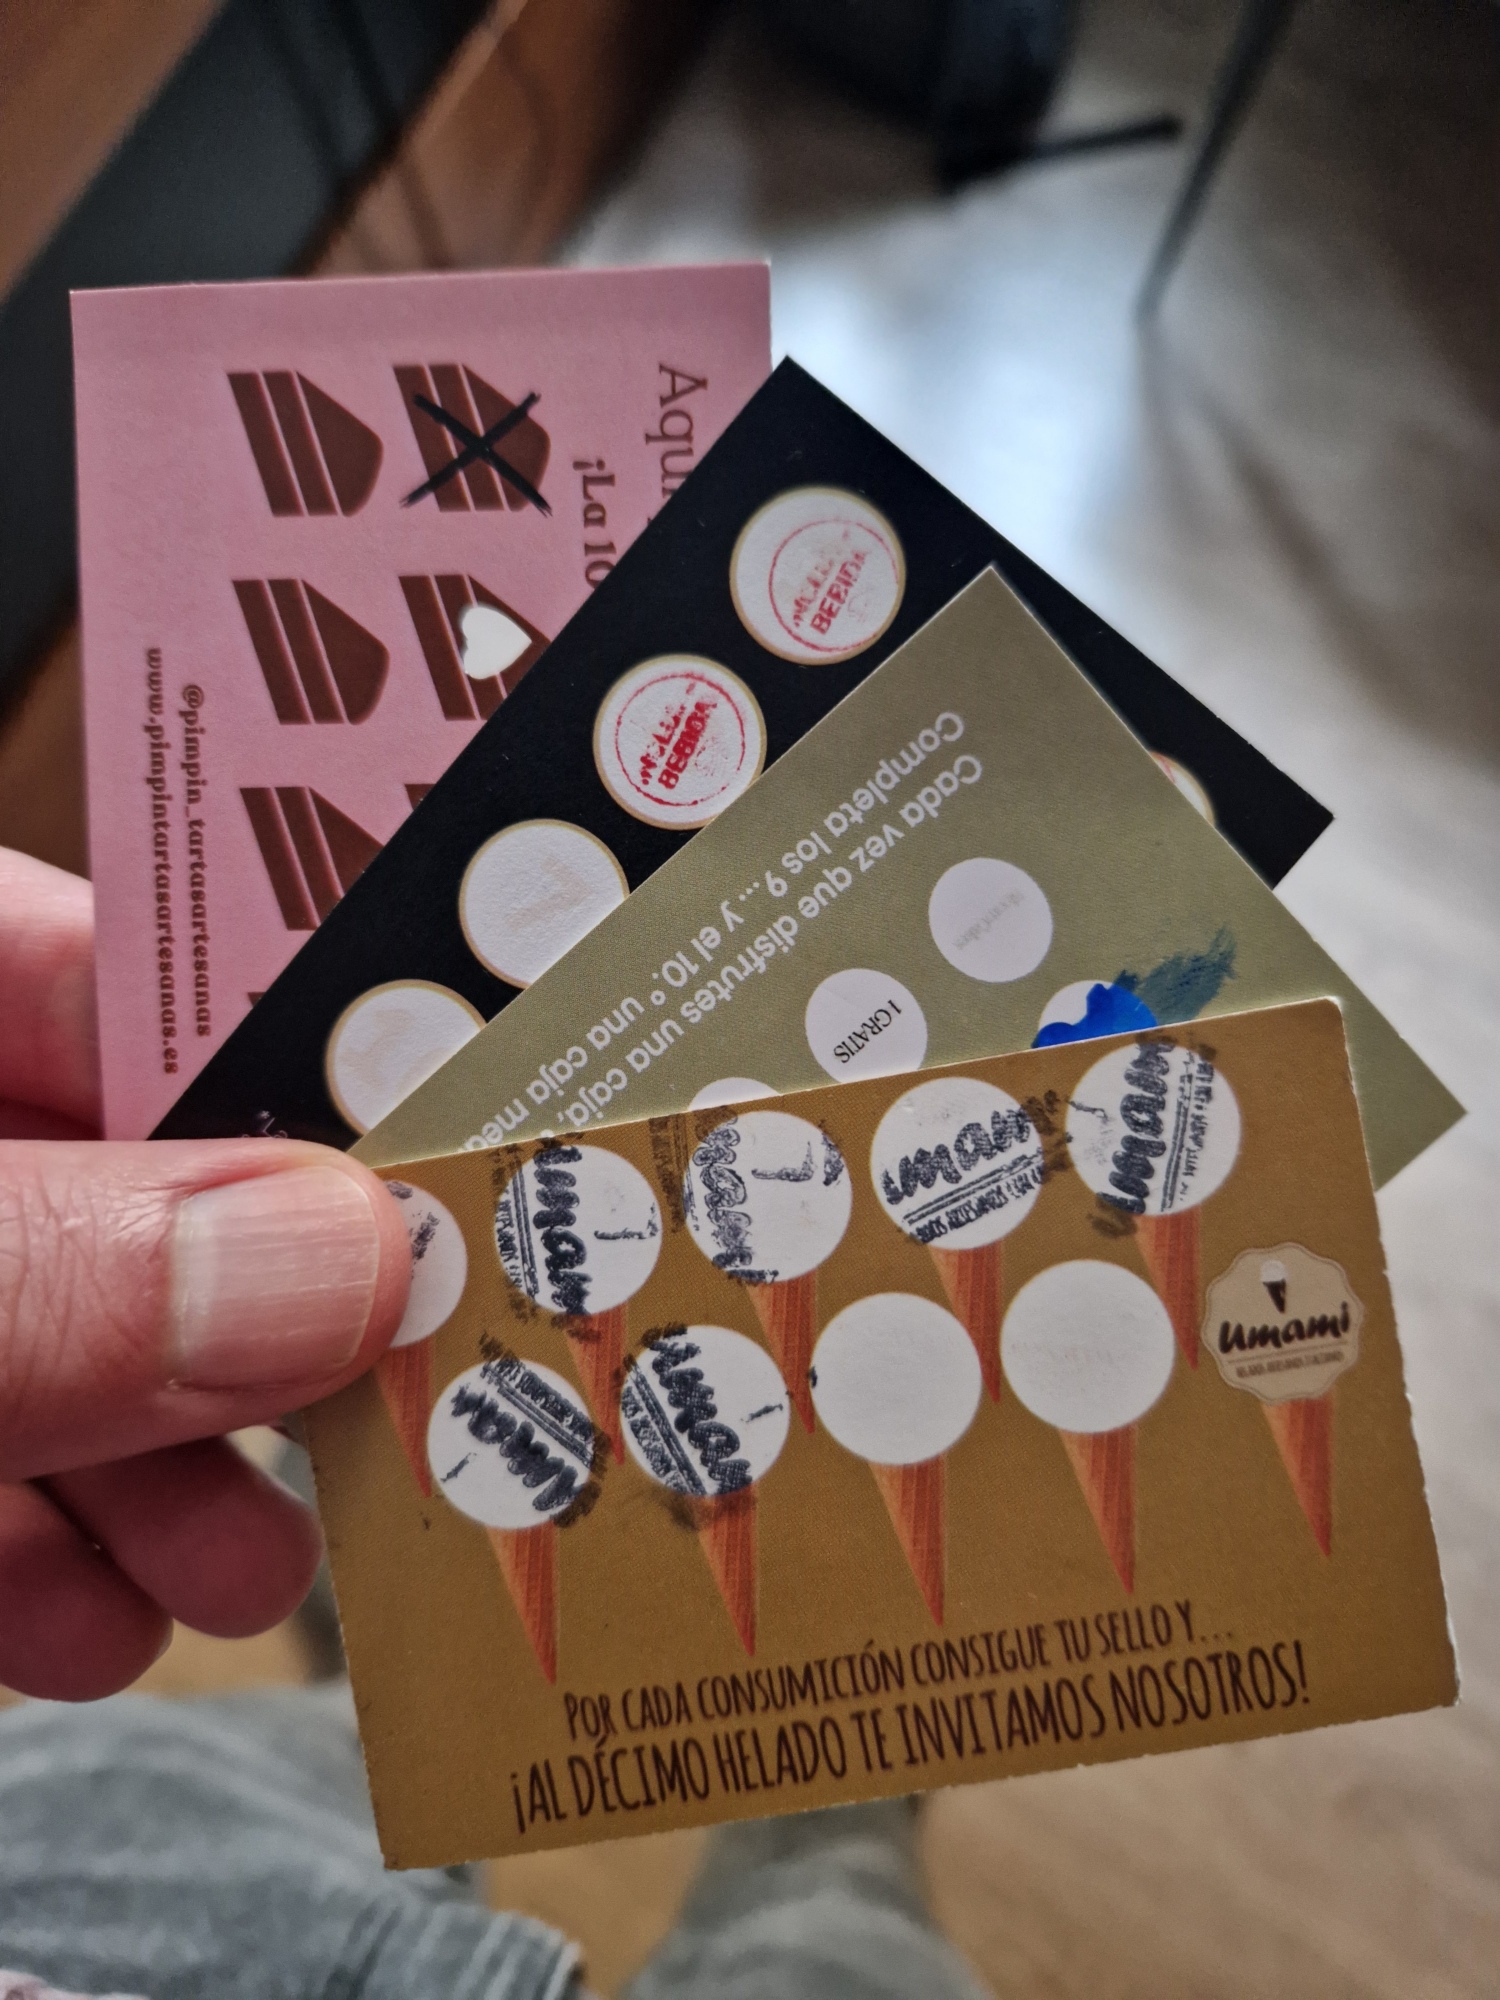 Aquí
¡La 10
@pimpin_tartasartesanas
www.pimpintartasartesanas.es
BEBIDA
BEBIDA
Cada vez que disfrutes una caja,
Completa los 9... y el 10.º una caja
1 GRATIS
umami
umami
umami
umami
umami
umami
umami
POR CADA CONSUMICIÓN CONSIGUE TU SELLO Y...
¡AL DÉCIMO HELADO TE INVITAMOS NOSOTROS!